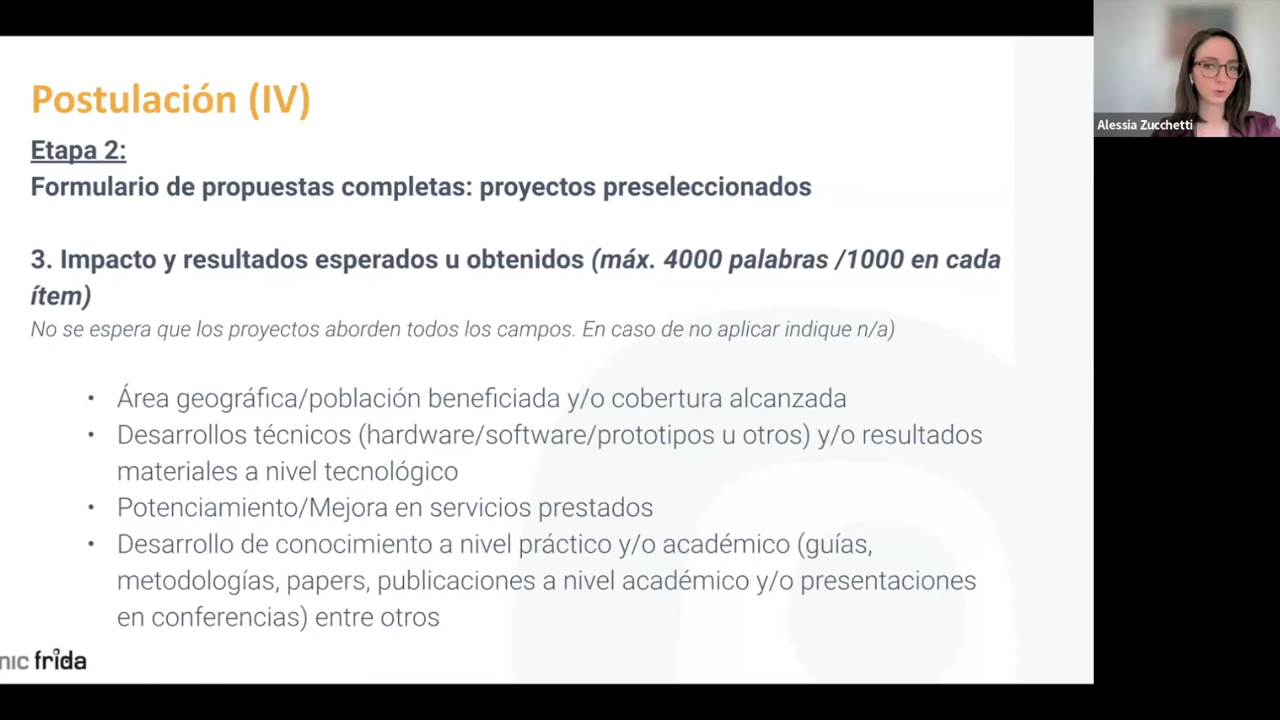 Postulación (IV)
Etapa 2:
Formulario de propuestas completas: proyectos preseleccionados
3. Impacto y resultados esperados u obtenidos (máx. 4000 palabras /1000 en cada
ítem)
No se espera que los proyectos aborden todos los campos. En caso de no aplicar indique n/a)
• Área geográfica/población beneficiada y/o cobertura alcanzada
• Desarrollos técnicos (hardware/software/prototipos u otros) y/o resultados
materiales a nivel tecnológico
• Potenciamiento/Mejora en servicios prestados
• Desarrollo de conocimiento a nivel práctico y/o académico (guías,
metodologías, papers, publicaciones a nivel académico y/o presentaciones
en conferencias) entre otros
nic frida
Alessia Zucchetti